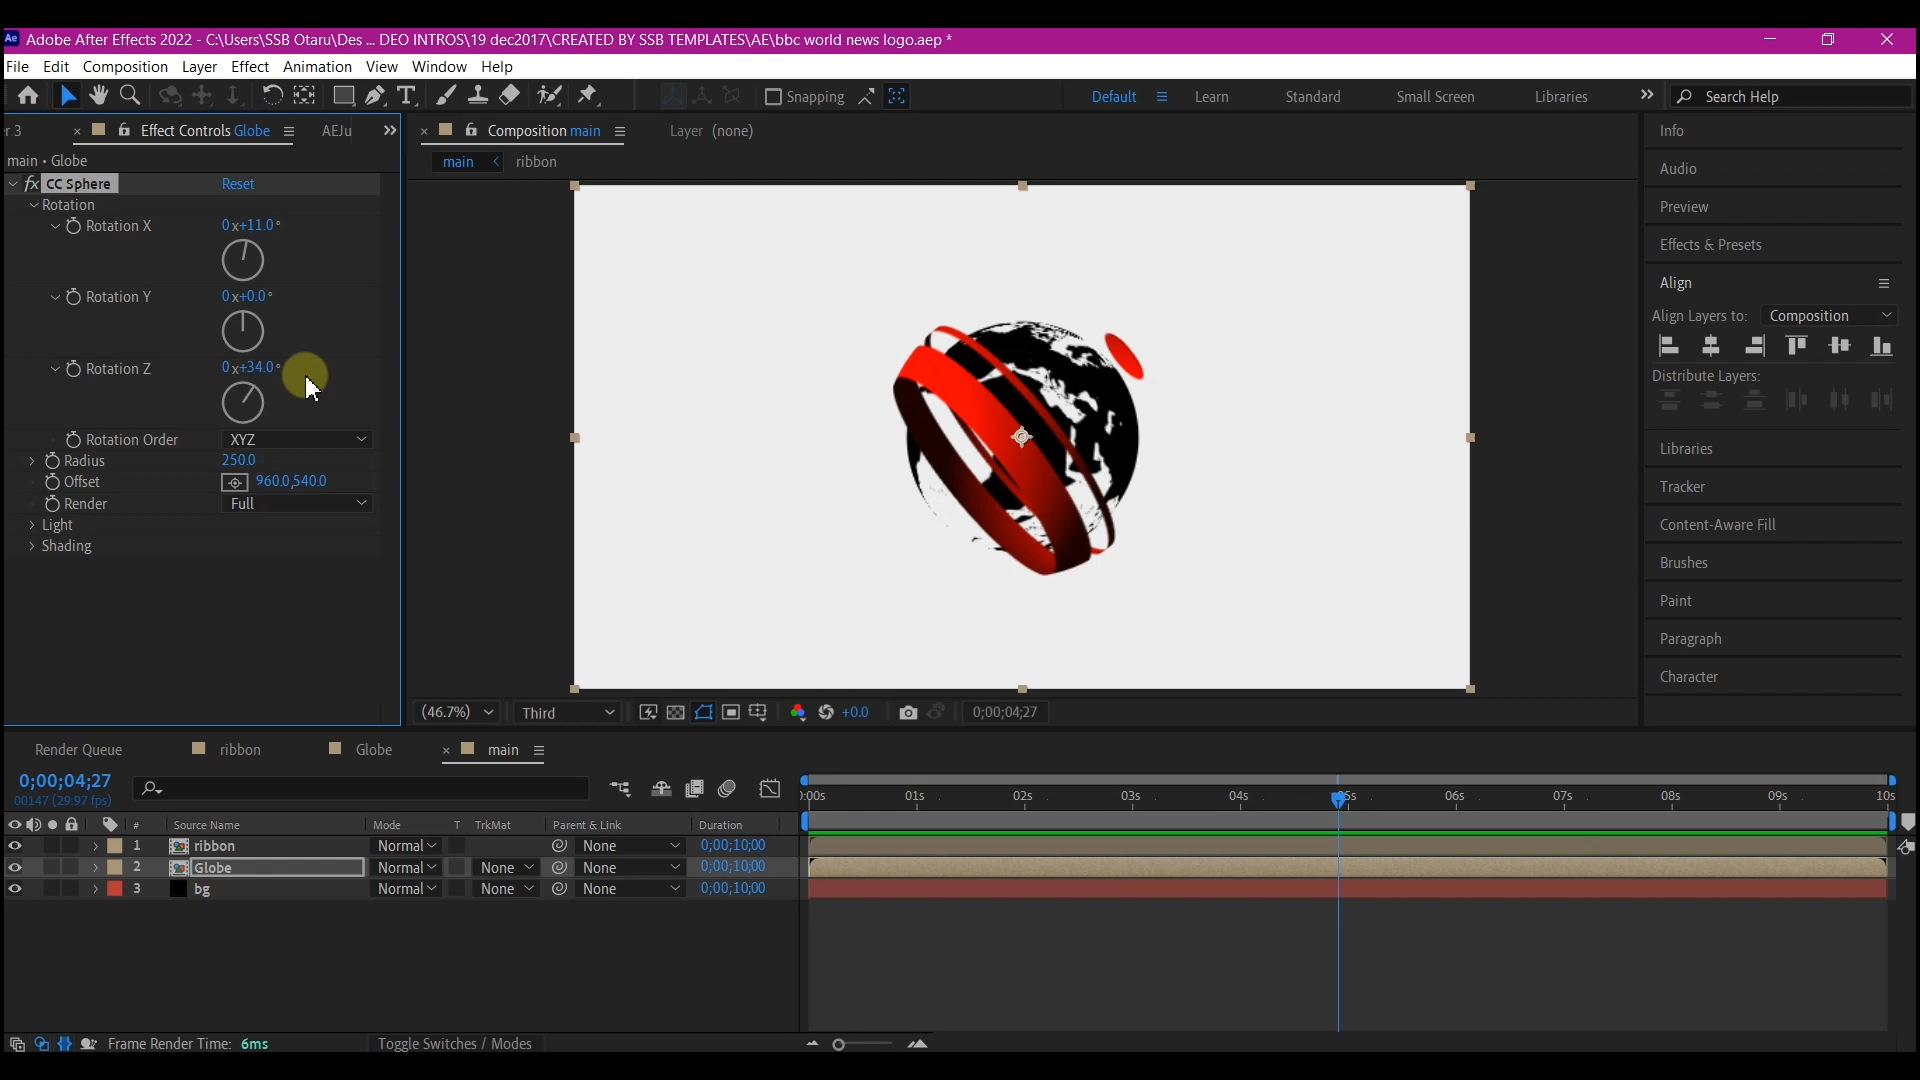 Ae Adobe After Effects 2022 - C:\Users\SSB Otaru\Des ... DEO INTROS\19 dec2017\CREATED BY SSB TEMPLATES\AE\bbc world news logo.aep *
File Edit Composition Layer Effect Animation View Window Help
Snapping Default Learn Standard Small Screen Libraries Search Help
r 3 Effect Controls Globe AEJu
Composition main Layer (none)
main • Globe
main ribbon
fx CC Sphere Reset
Rotation
Rotation X 0x+11.0°
Rotation Y 0x+0.0°
Rotation Z 0x+34.0°
Rotation Order XYZ
Radius 250.0
Offset 960.0,540.0
Render Full
Light
Shading
(46.7%) Third +0.0 0;00;04;27
Info
Audio
Preview
Effects & Presets
Align
Align Layers to: Composition
Distribute Layers:
Libraries
Tracker
Content-Aware Fill
Brushes
Paint
Paragraph
Character
Render Queue ribbon Globe main
0;00;04;27
00147 (29.97 fps)
):00s 01s 02s 03s 04s 05s 06s 07s 08s 09s 10s
# Source Name Mode T TrkMat Parent & Link Duration
1 ribbon Normal None 0;00;10;00
2 Globe Normal None None 0;00;10;00
3 bg Normal None None 0;00;10;00
Frame Render Time: 6ms Toggle Switches / Modes